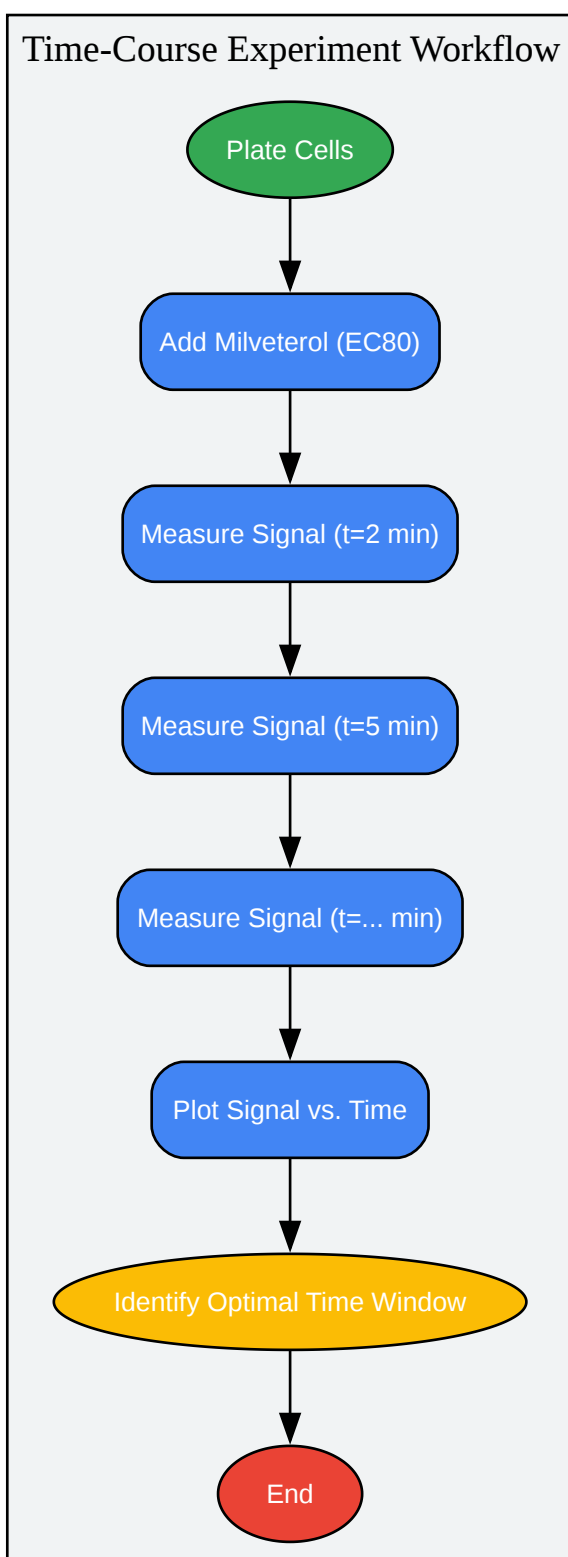 Time-Course Experiment Workflow
Plate Cells
Add Milveterol (EC80)
Measure Signal (t=2 min)
Measure Signal (t=5 min)
Measure Signal (t=... min)
Plot Signal vs. Time
Identify Optimal Time Window
End